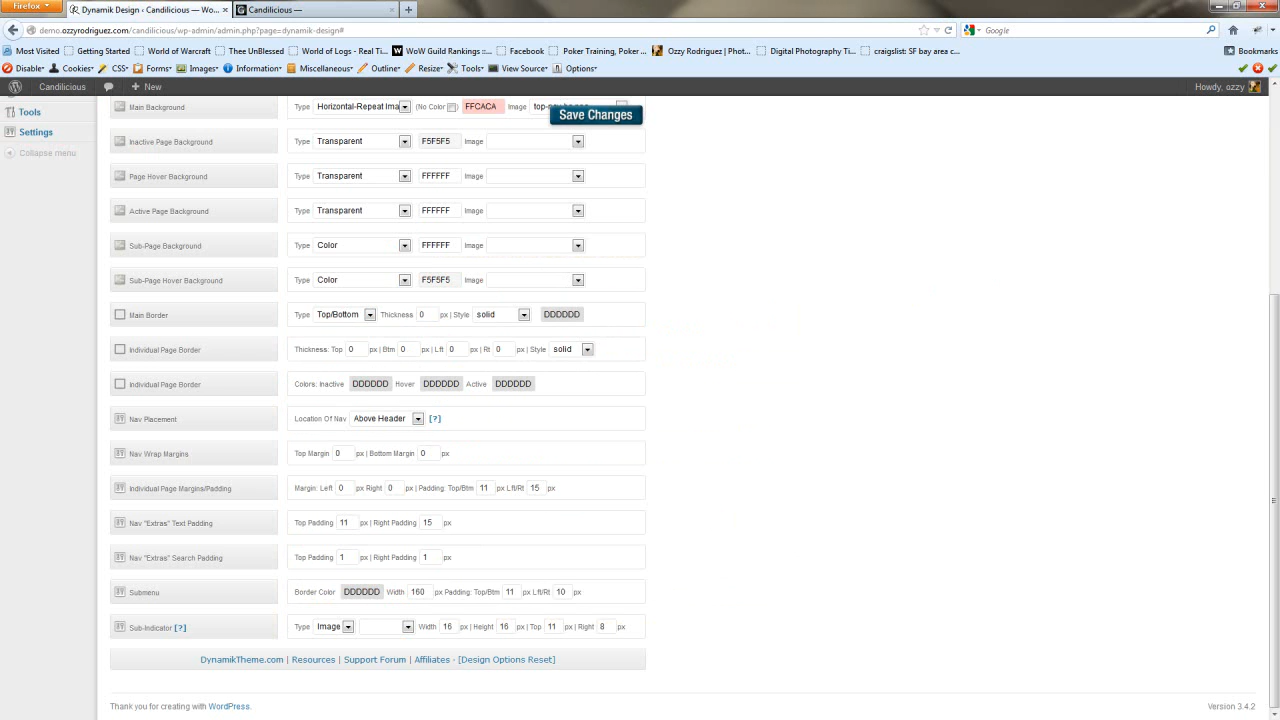 Firefox
Dynamik Design ‹ Candilicious — Wo...
Candilicious —
demo.ozzyrodriguez.com/candilicious/wp-admin/admin.php?page=dynamik-design#
Google
Most Visited Getting Started World of Warcraft Thee UnBlessed World of Logs - Real Ti... WoW Guild Rankings ::... Facebook Poker Training, Poker ... Ozzy Rodriguez | Phot... Digital Photography Ti... craigslist: SF bay area c... Bookmarks
Disable Cookies CSS Forms Images Information Miscellaneous Outline Resize Tools View Source Options
Candilicious + New Howdy, ozzy
Tools
Settings
Collapse menu
Main Background Type Horizontal-Repeat Ima (No Color) FFCACA Image
Save Changes
Inactive Page Background Type Transparent F5F5F5 Image
Page Hover Background Type Transparent FFFFFF Image
Active Page Background Type Transparent FFFFFF Image
Sub-Page Background Type Color FFFFFF Image
Sub-Page Hover Background Type Color F5F5F5 Image
Main Border Type Top/Bottom Thickness 0 px | Style solid DDDDDD
Individual Page Border Thickness: Top 0 px | Btm 0 px | Lft 0 px | Rt 0 px | Style solid
Individual Page Border Colors: Inactive DDDDDD Hover DDDDDD Active DDDDDD
Nav Placement Location Of Nav Above Header [?]
Nav Wrap Margins Top Margin 0 px | Bottom Margin 0 px
Individual Page Margins/Padding Margin: Left 0 px Right 0 px | Padding: Top/Btm 11 px Lft/Rt 15 px
Nav "Extras" Text Padding Top Padding 11 px | Right Padding 15 px
Nav "Extras" Search Padding Top Padding 1 px | Right Padding 1 px
Submenu Border Color DDDDDD Width 160 px Padding: Top/Btm 11 px Lft/Rt 10 px
Sub-Indicator [?] Type Image Width 16 px | Height 16 px | Top 11 px | Right 8 px
DynamikTheme.com | Resources | Support Forum | Affiliates - [Design Options Reset]
Thank you for creating with WordPress. Version 3.4.2